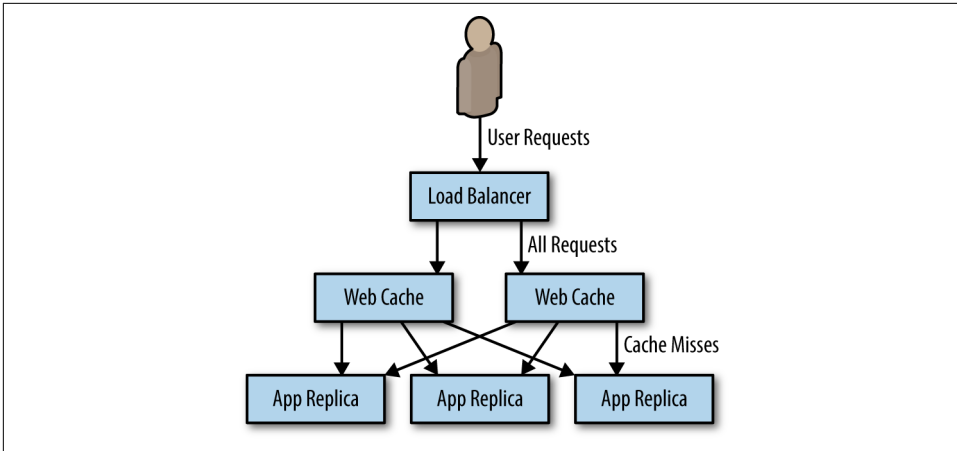 User Requests
Load Balancer
All Requests
Web Cache
Web Cache
Cache Misses
App Replica
App Replica
App Replica